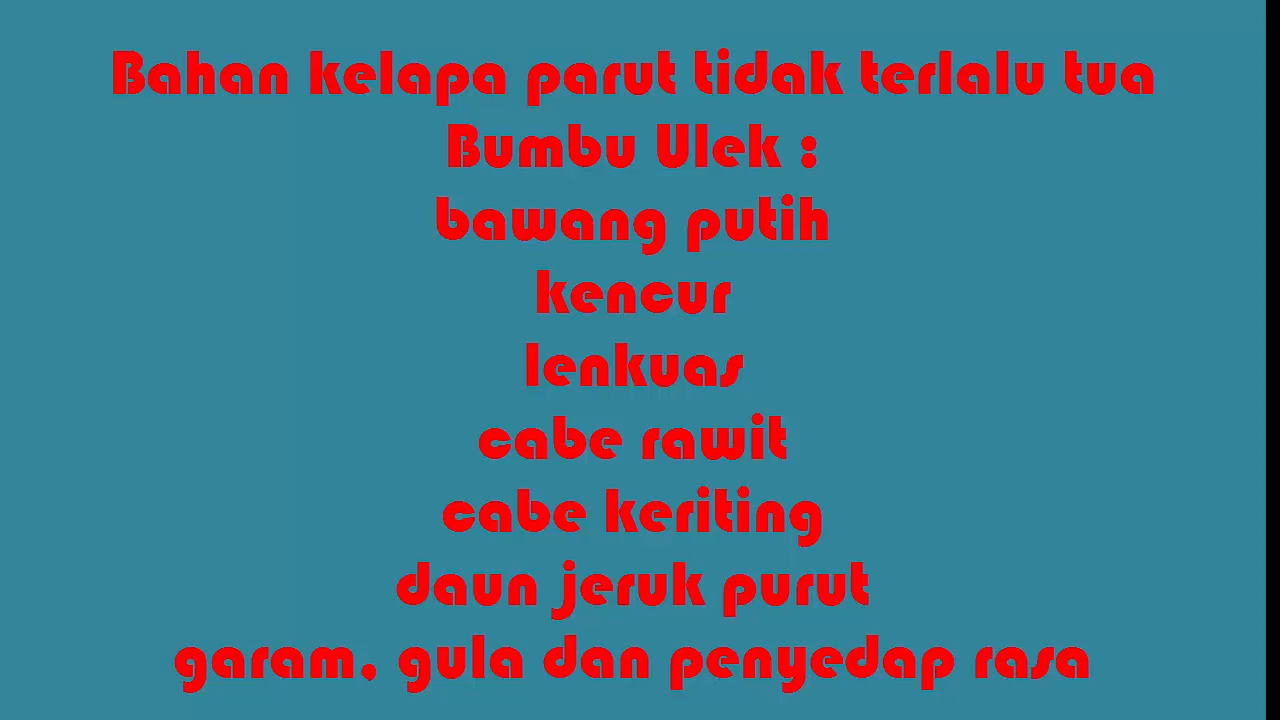 Bahan kelapa parut tidak terlalu tua
Bumbu Ulek :
bawang putih
kencur
lenkuas
cabe rawit
cabe keriting
daun jeruk purut
garam, gula dan penyedap rasa